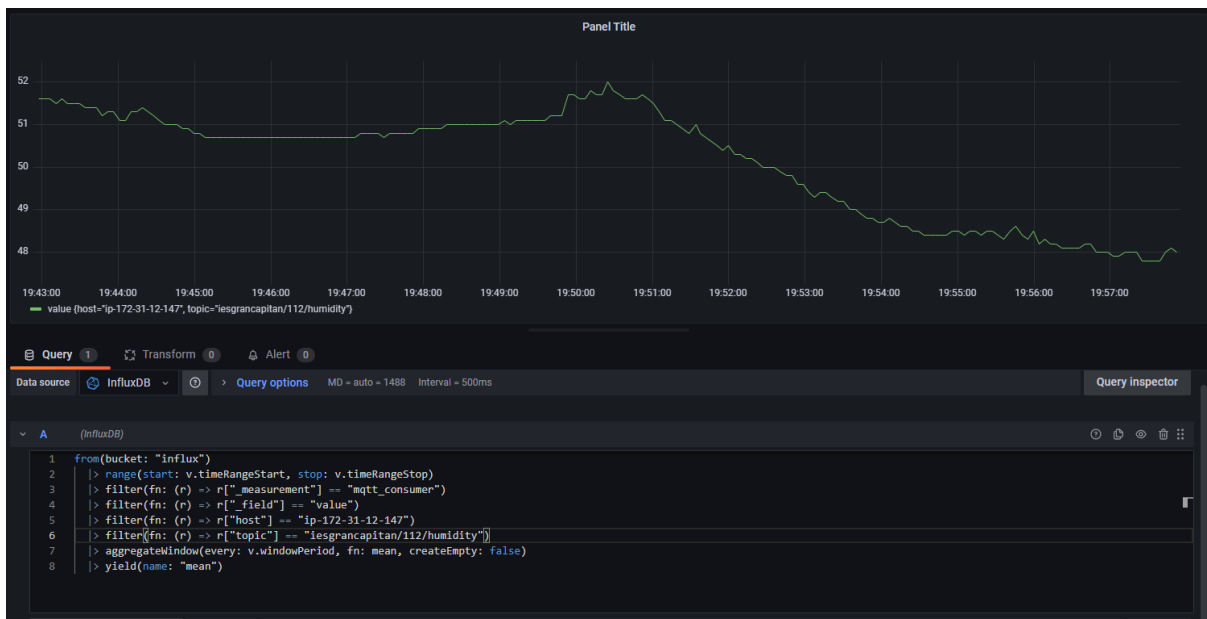 Panel Title
52
51
50
49
48
19:43:00 19:44:00 19:45:00 19:46:00 19:47:00 19:48:00 19:49:00 19:50:00 19:51:00 19:52:00 19:53:00 19:54:00 19:55:00 19:56:00 19:57:00
value {host="ip-172-31-12-147", topic="iesgrancapitan/112/humidity"}
Query 1 Transform 0 Alert 0
Data source InfluxDB Query options MD = auto = 1488 Interval = 500ms Query inspector
A (InfluxDB)
1 from(bucket: "influx")
2 |> range(start: v.timeRangeStart, stop: v.timeRangeStop)
3 |> filter(fn: (r) => r["_measurement"] == "mqtt_consumer")
4 |> filter(fn: (r) => r["_field"] == "value")
5 |> filter(fn: (r) => r["host"] == "ip-172-31-12-147")
6 |> filter(fn: (r) => r["topic"] == "iesgrancapitan/112/humidity")
7 |> aggregateWindow(every: v.windowPeriod, fn: mean, createEmpty: false)
8 |> yield(name: "mean")